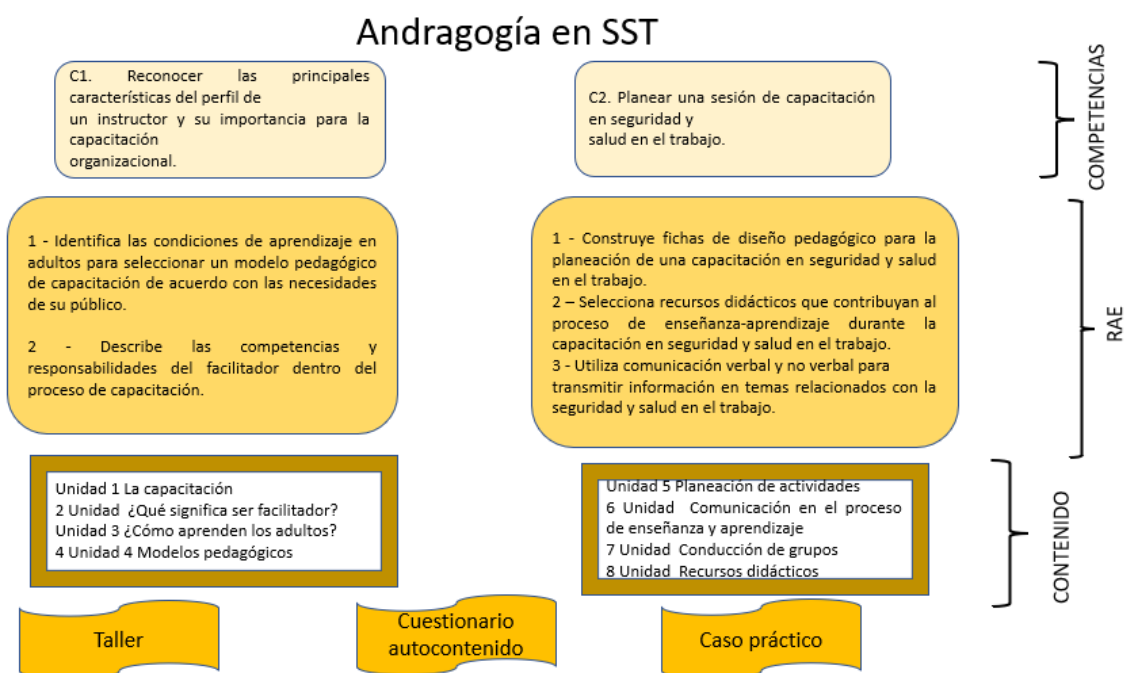 Andragogía en SST
C1. Reconocer las principales
características del perfil de
un instructor y su importancia para la
capacitación
organizacional.
C2. Planear una sesión de capacitación
en seguridad y
salud en el trabajo.
COMPETENCIAS
1 - Identifica las condiciones de aprendizaje en
adultos para seleccionar un modelo pedagógico
de capacitación de acuerdo con las necesidades
de su público.
2 - Describe las competencias y
responsabilidades del facilitador dentro del
proceso de capacitación.
1 - Construye fichas de diseño pedagógico para la
planeación de una capacitación en seguridad y salud
en el trabajo.
2 – Selecciona recursos didácticos que contribuyan al
proceso de enseñanza-aprendizaje durante la
capacitación en seguridad y salud en el trabajo.
3 - Utiliza comunicación verbal y no verbal para
transmitir información en temas relacionados con la
seguridad y salud en el trabajo.
RAE
Unidad 1 La capacitación
2 Unidad ¿Qué significa ser facilitador?
Unidad 3 ¿Cómo aprenden los adultos?
4 Unidad 4 Modelos pedagógicos
Unidad 5 Planeación de actividades
6 Unidad Comunicación en el proceso
de enseñanza y aprendizaje
7 Unidad Conducción de grupos
8 Unidad Recursos didácticos
CONTENIDO
Taller
Cuestionario
autocontenido
Caso práctico